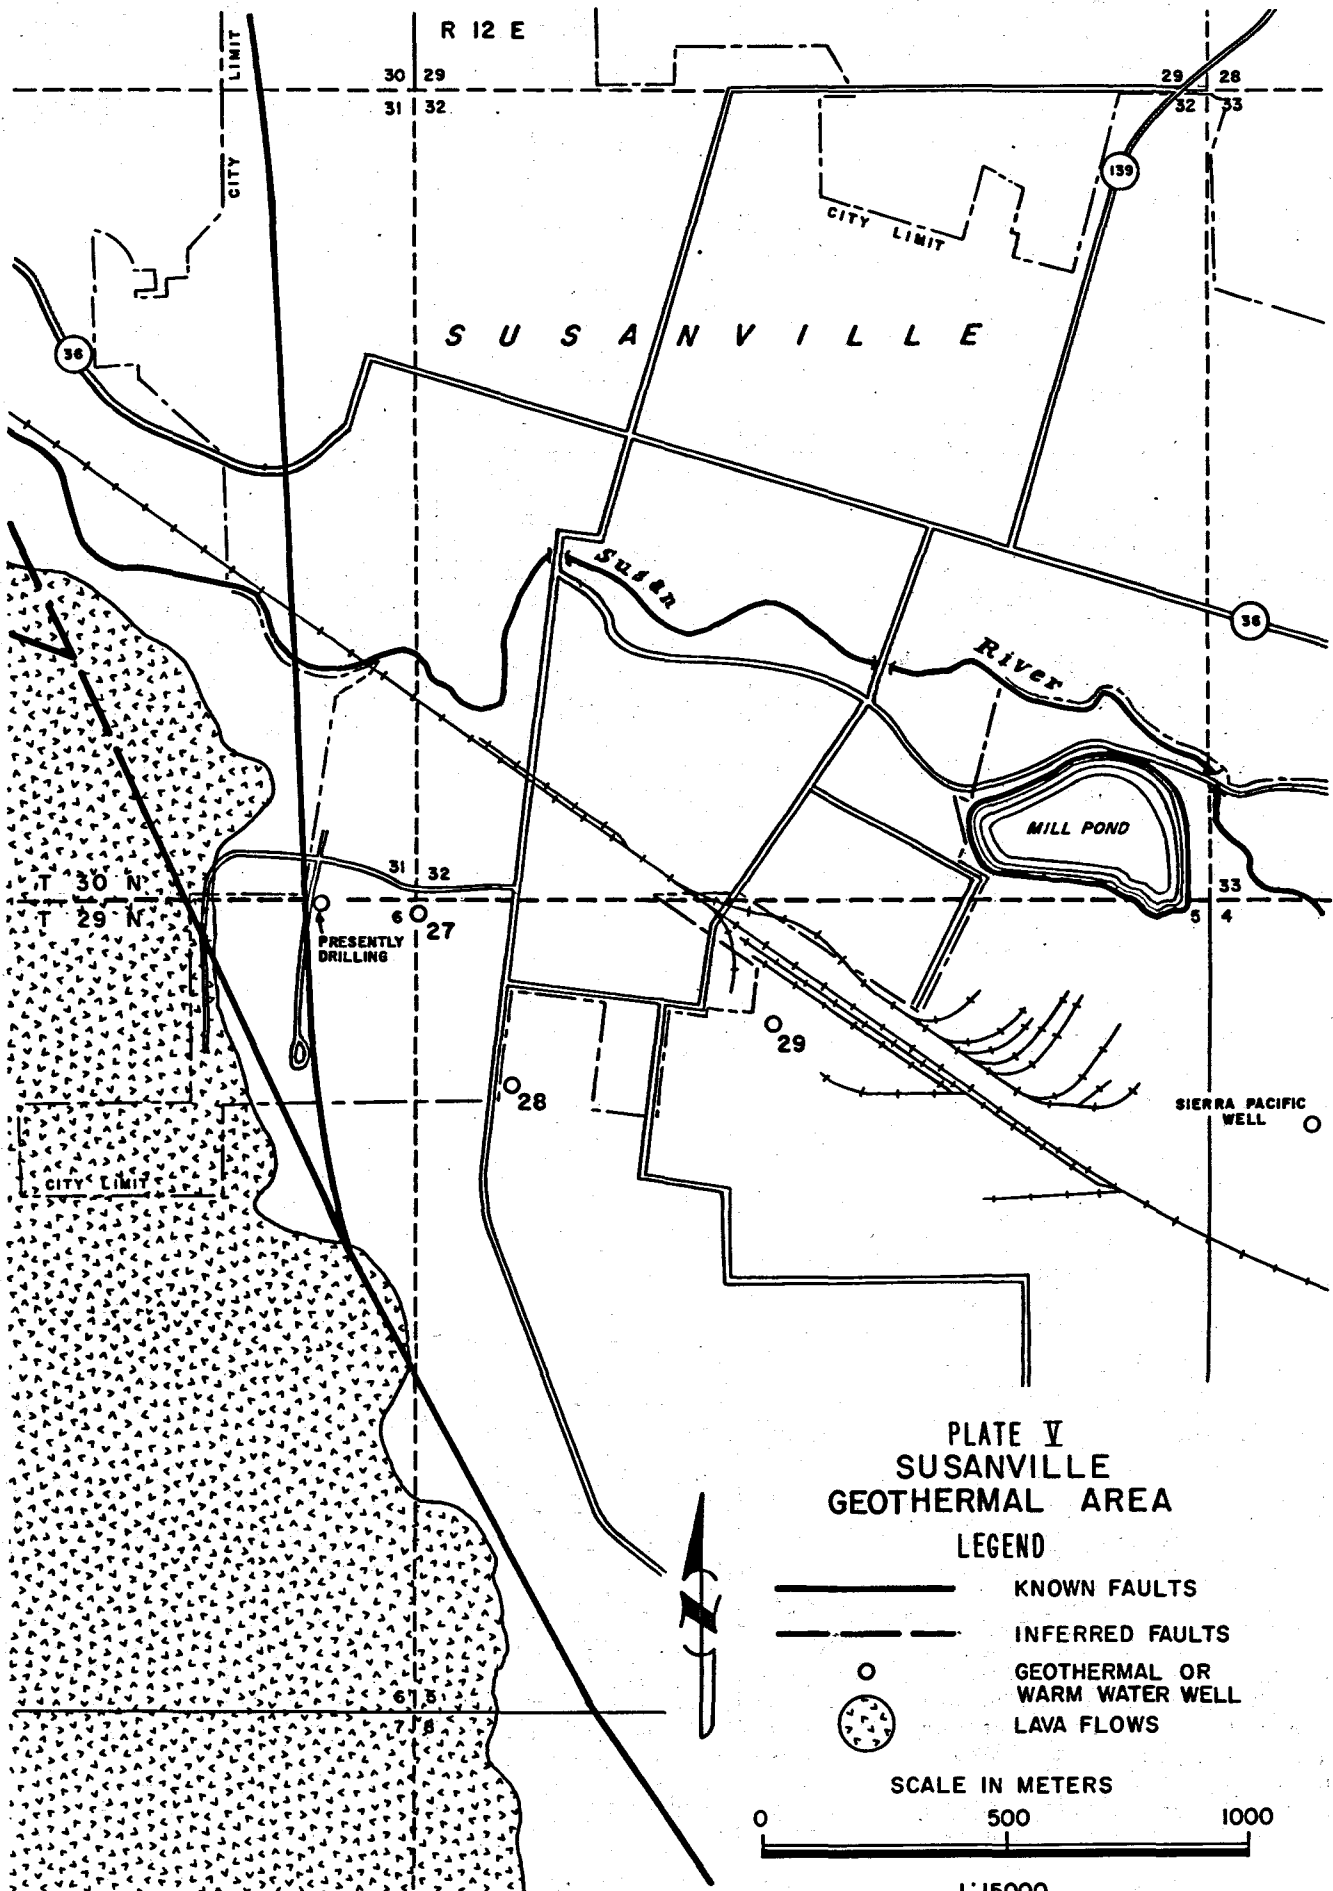 R 12 E
CITY LIMIT
30 29
31 32
29 28
32 33
139
CITY LIMIT
SUSANVILLE
36
Susan River
36
MILL POND
31 32
T 30 N
T 29 N
6
27
33
5 4
PRESENTLY
DRILLING
29
28
SIERRA PACIFIC
WELL
CITY LIMIT
6 5
7 8
PLATE V
SUSANVILLE
GEOTHERMAL AREA
LEGEND
KNOWN FAULTS
INFERRED FAULTS
GEOTHERMAL OR
WARM WATER WELL
LAVA FLOWS
N
SCALE IN METERS
0 500 1000
1:15000